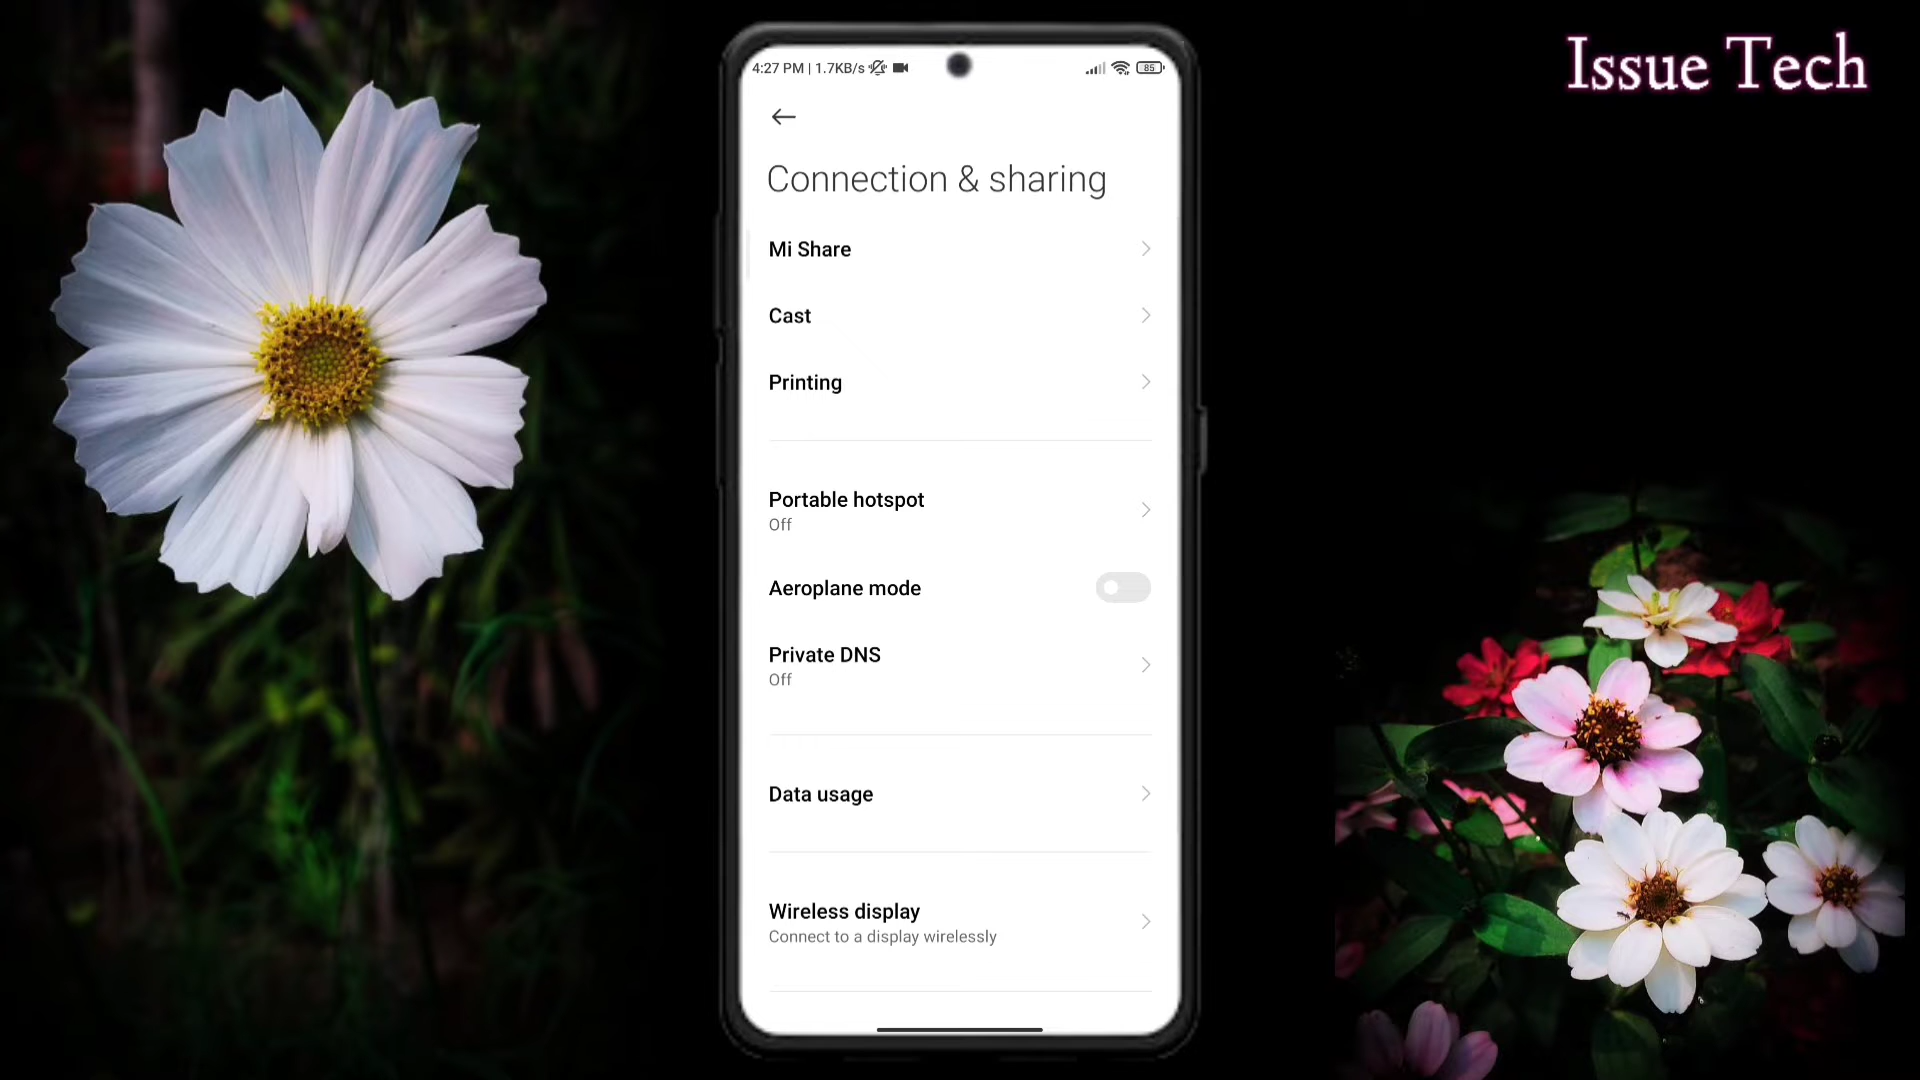 Issue Tech
4:27 PM | 1.7KB/s
85
Connection & sharing
Mi Share
Cast
Printing
Portable hotspot
Off
Aeroplane mode
Private DNS
Off
Data usage
Wireless display
Connect to a display wirelessly